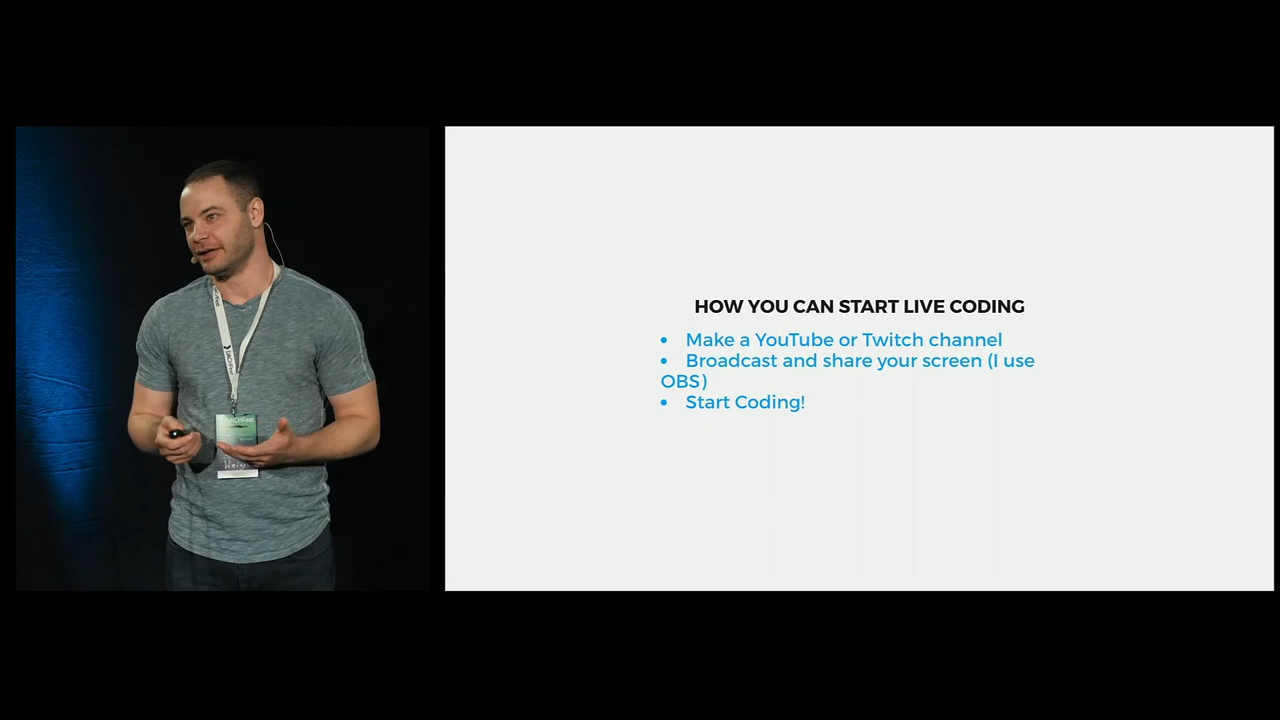 HOW YOU CAN START LIVE CODING
• Make a YouTube or Twitch channel
• Broadcast and share your screen (I use
OBS)
• Start Coding!